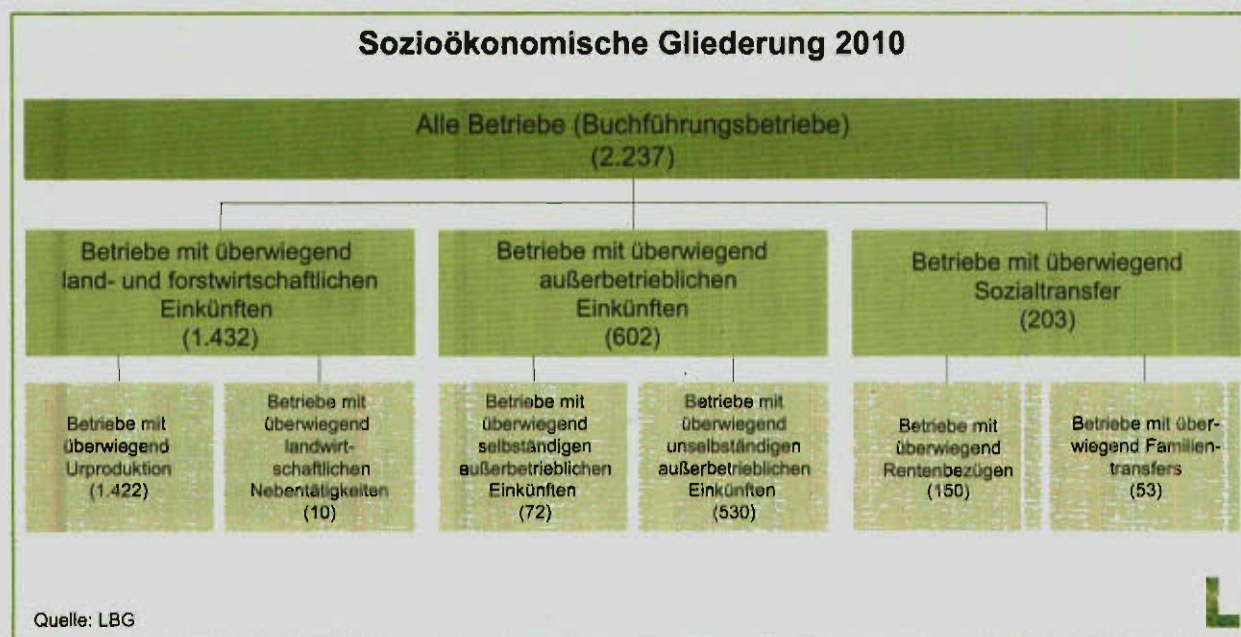 Sozioökonomische Gliederung 2010
Alle Betriebe (Buchführungsbetriebe)
(2.237)
Betriebe mit überwiegend
land- und forstwirtschaftlichen
Einkünften
(1.432)
Betriebe mit überwiegend
außerbetrieblichen
Einkünften
(602)
Betriebe mit überwiegend
Sozialtransfer
(203)
Betriebe mit
überwiegend
Urproduktion
(1.422)
Betriebe mit
überwiegend
landwirt-
schaftlichen
Nebentätigkeiten
(10)
Betriebe mit
überwiegend
selbständigen
außerbetrieblichen
Einkünften
(72)
Betriebe mit
überwiegend
unselbständigen
außerbetrieblichen
Einkünften
(530)
Betriebe mit
überwiegend
Rentenbezügen
(150)
Betriebe mit über-
wiegend Familien-
transfers
(53)
Quelle: LBG
L